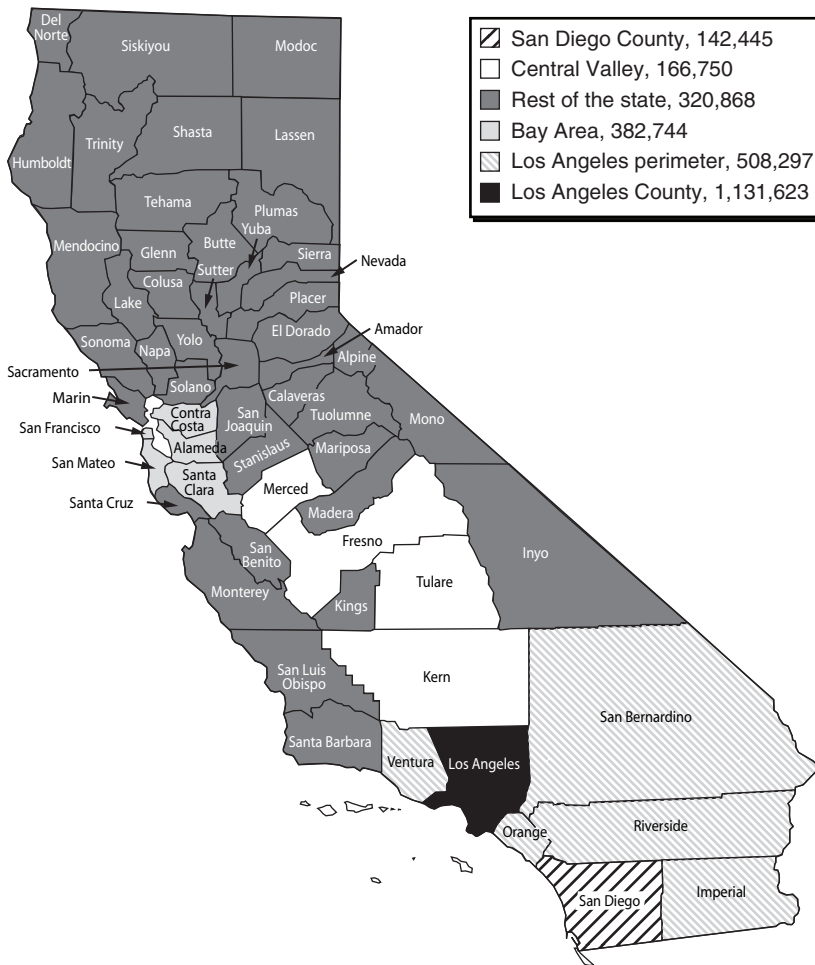 San Diego County, 142,445
Central Valley, 166,750
Rest of the state, 320,868
Bay Area, 382,744
Los Angeles perimeter, 508,297
Los Angeles County, 1,131,623
Del
Norte
Siskiyou
Modoc
Humboldt
Trinity
Shasta
Lassen
Tehama
Plumas
Yuba
Mendocino
Glenn
Butte
Sutter
Sierra
Nevada
Colusa
Lake
Placer
Sonoma
Napa
Yolo
El Dorado
Amador
Alpine
Sacramento
Solano
Marin
Contra
Costa
San
Joaquin
Calaveras
Tuolumne
Mono
San Francisco
Alameda
Stanislaus
Mariposa
San Mateo
Santa
Clara
Merced
Santa Cruz
Madera
San
Benito
Fresno
Inyo
Monterey
Kings
Tulare
San Luis
Obispo
Kern
San Bernardino
Santa Barbara
Ventura
Los Angeles
Orange
Riverside
San Diego
Imperial